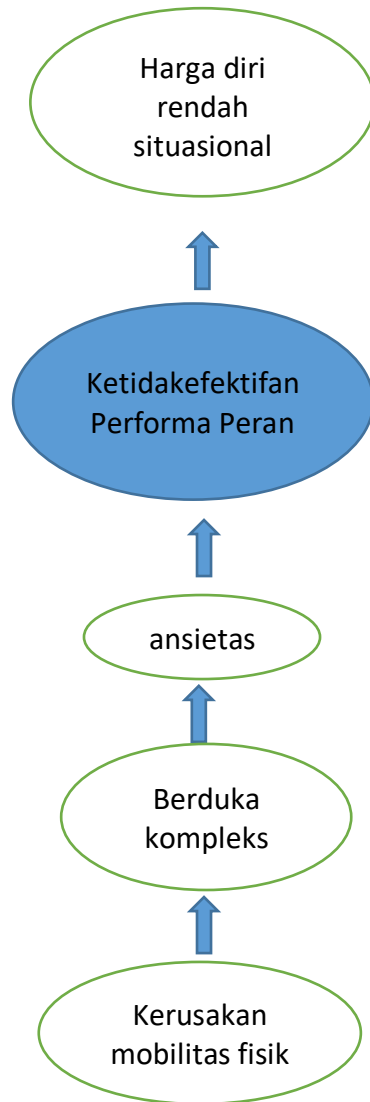 Harga diri
rendah
situasional
Ketidakefektifan
Performa Peran
ansietas
Berduka
kompleks
Kerusakan
mobilitas fisik